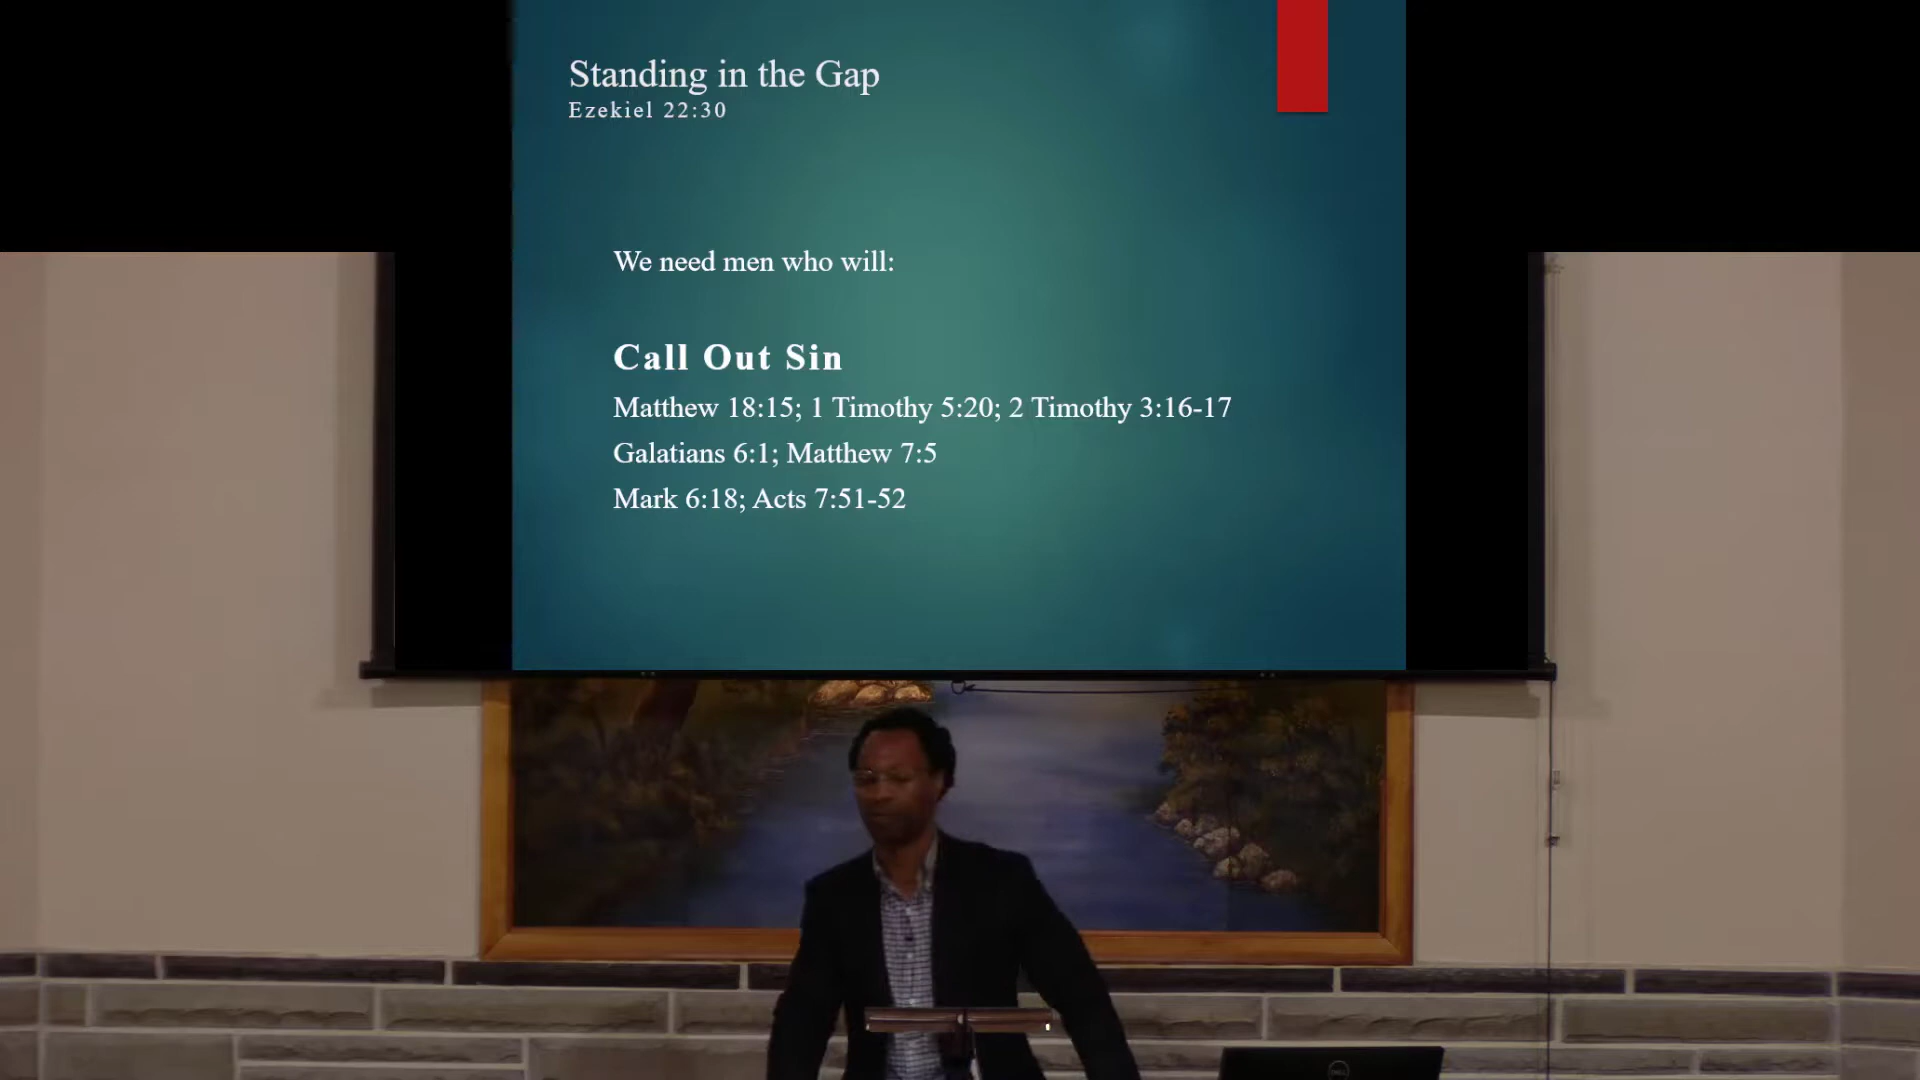 Standing in the Gap
Ezekiel 22:30
We need men who will:
Call Out Sin
Matthew 18:15; 1 Timothy 5:20; 2 Timothy 3:16-17
Galatians 6:1; Matthew 7:5
Mark 6:18; Acts 7:51-52
DELL